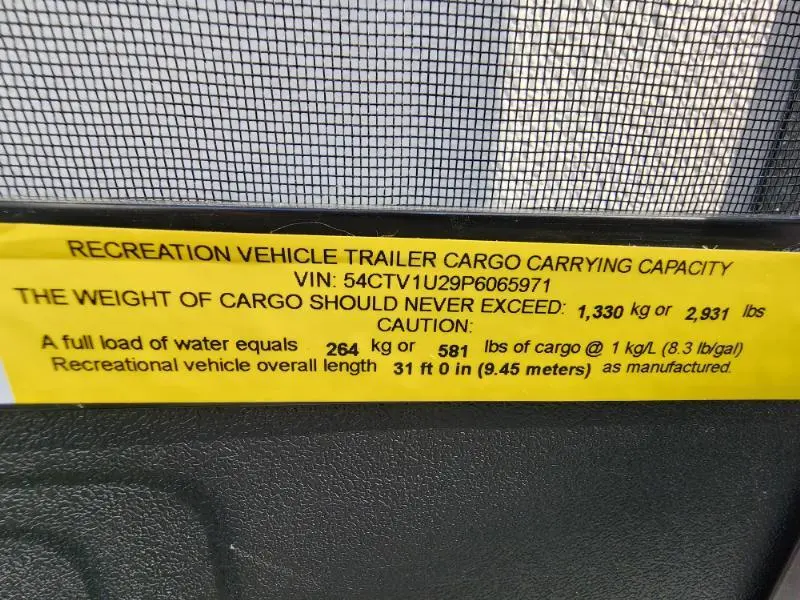 RECREATION VEHICLE TRAILER CARGO CARRYING CAPACITY
VIN: 54CTV1U29P6065971
THE WEIGHT OF CARGO SHOULD NEVER EXCEED: 1,330 kg or 2,931 lbs
CAUTION:
A full load of water equals 264 kg or 581 lbs of cargo @ 1 kg/L (8.3 lb/gal)
Recreational vehicle overall length 31 ft 0 in (9.45 meters) as manufactured.